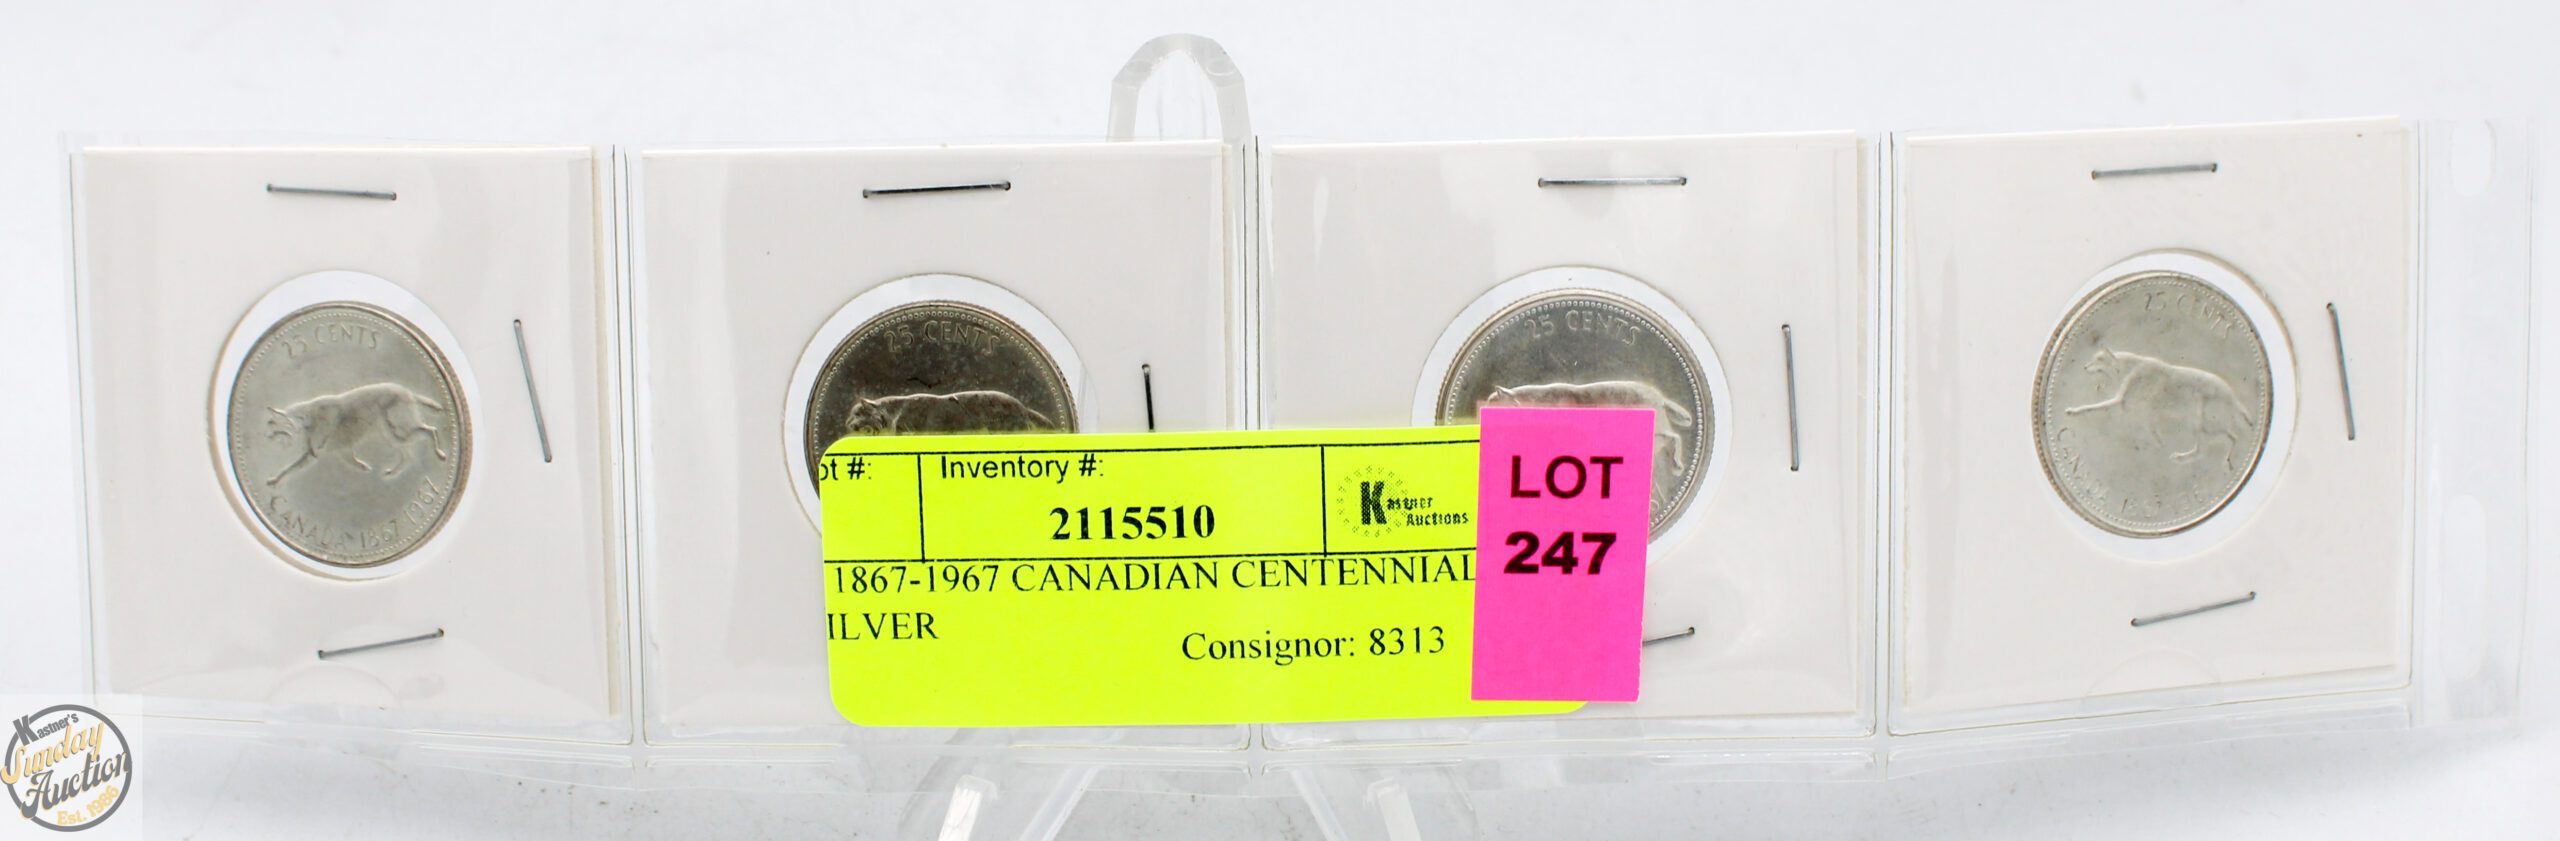 25 CENTS
CANADA 1867 1967
25 CENTS
25 CENTS
25 CENTS
CANADA
ot #:
Inventory #:
2115510
Kastner
Auctions
1867-1967 CANADIAN CENTENNIAL
ILVER
Consignor: 8313
LOT
247
Kastner's
Sunday
Auction
Est. 1986